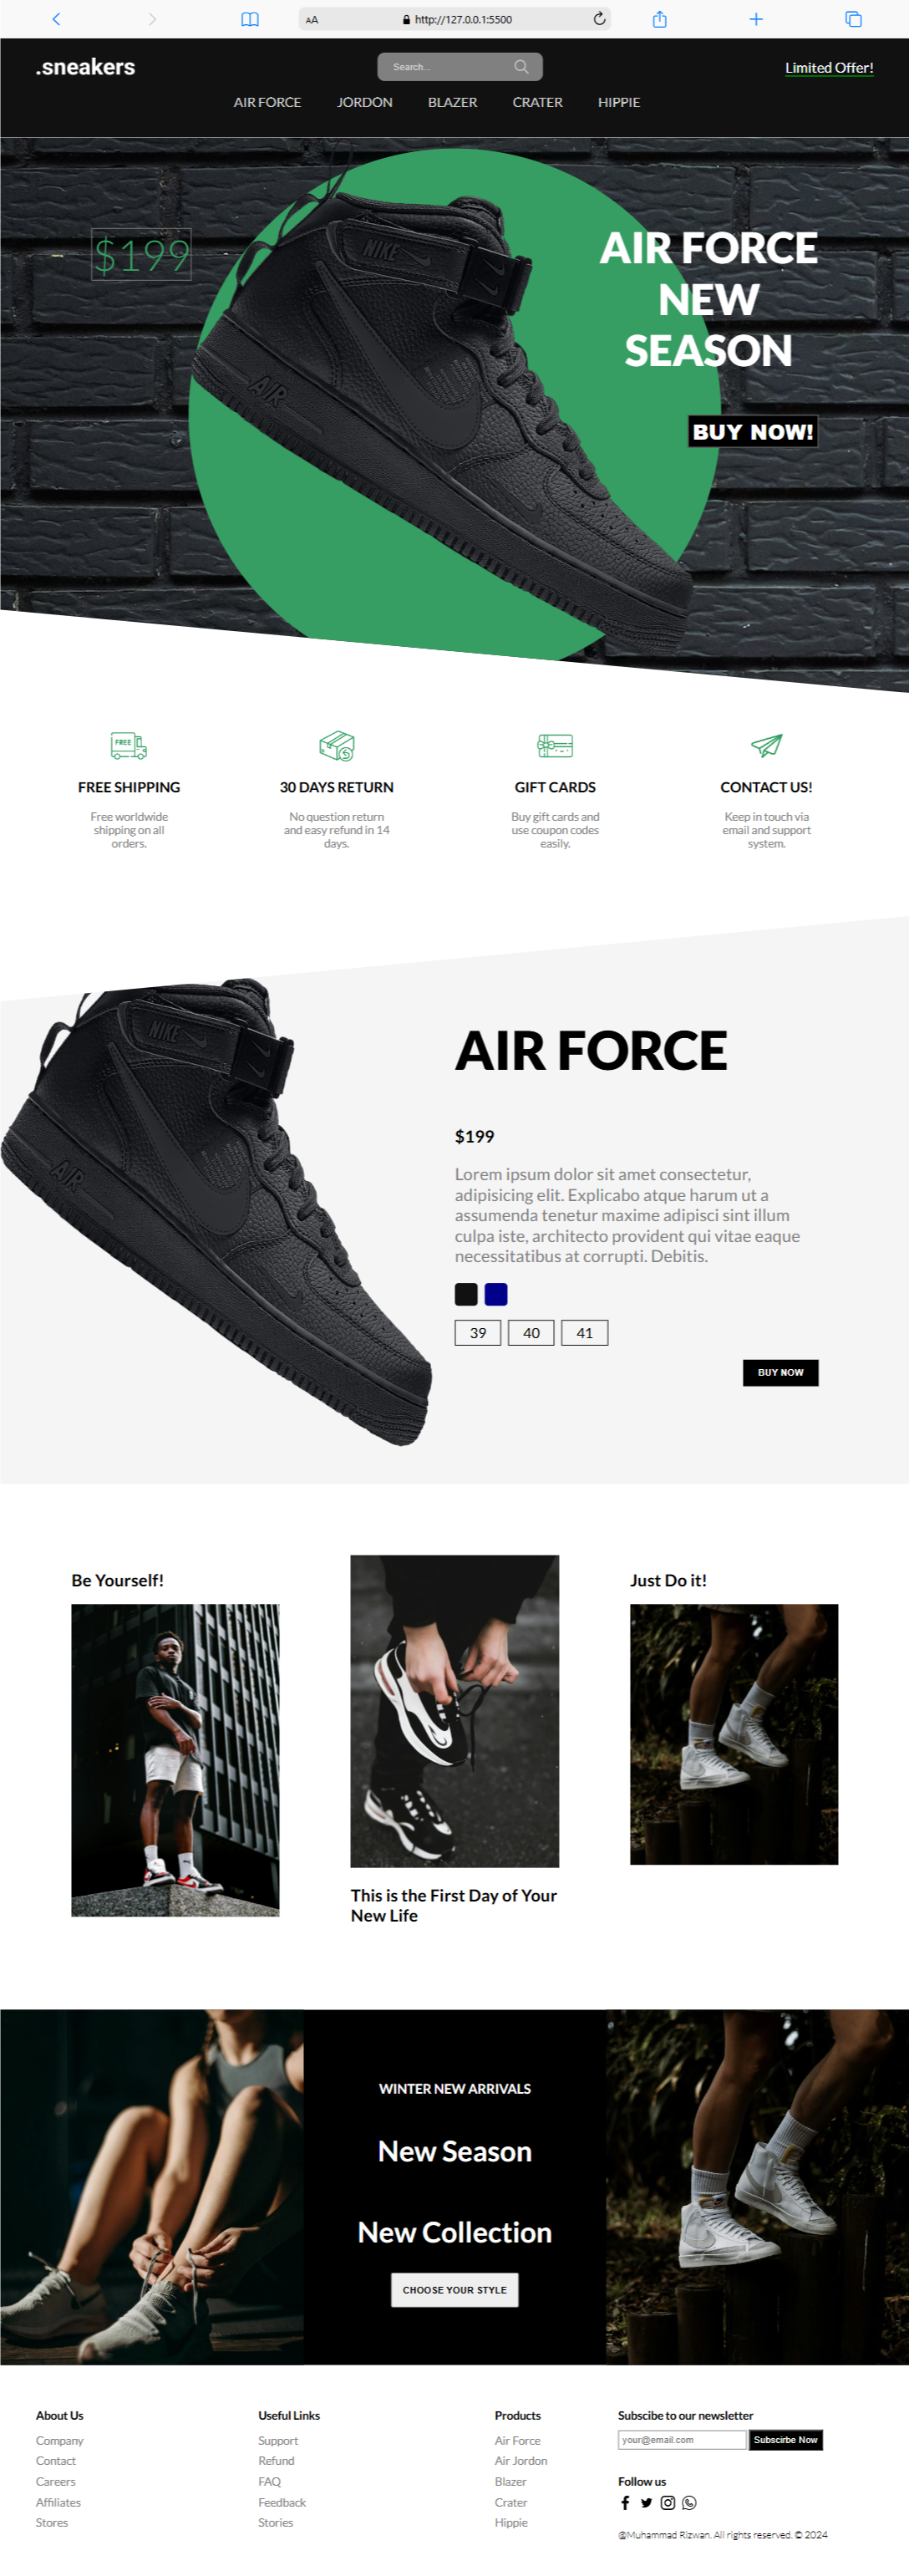 AA
http://127.0.0.1:5500
.sneakers
Search...
Limited Offer!
AIR FORCE
JORDON
BLAZER
CRATER
HIPPIE
$199
NIKE
AIR
AIR FORCE
NEW
SEASON
BUY NOW!
FREE
FREE SHIPPING
Free worldwide
shipping on all
orders.
30 DAYS RETURN
No question return
and easy refund in 14
days.
GIFT CARDS
Buy gift cards and
use coupon codes
easily.
CONTACT US!
Keep in touch via
email and support
system.
NIKE
AIR
AIR FORCE
$199
Lorem ipsum dolor sit amet consectetur,
adipisicing elit. Explicabo atque harum ut a
assumenda tenetur maxime adipisci sint illum
culpa iste, architecto provident qui vitae eaque
necessitatibus at corrupti. Debitis.
39
40
41
BUY NOW
Be Yourself!
This is the First Day of Your
New Life
Just Do it!
WINTER NEW ARRIVALS
New Season
New Collection
CHOOSE YOUR STYLE
About Us
Company
Contact
Careers
Affiliates
Stores
Useful Links
Support
Refund
FAQ
Feedback
Stories
Products
Air Force
Air Jordon
Blazer
Crater
Hippie
Subscibe to our newsletter
your@email.com
Subscirbe Now
Follow us
@Muhammad Rizwan. All rights reserved. © 2024